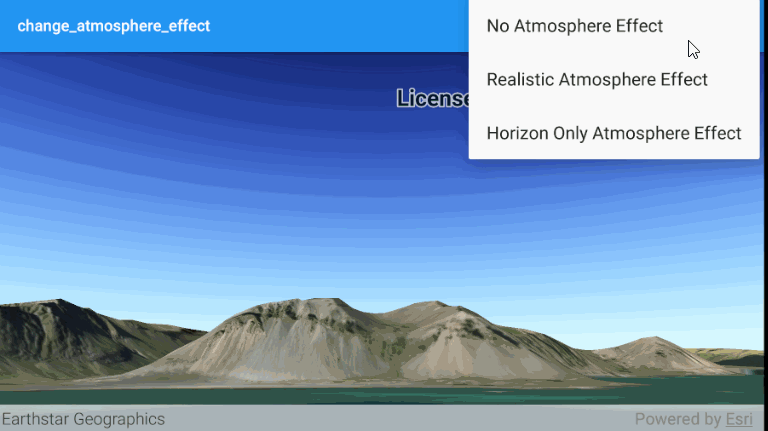 change_atmosphere_effect
No Atmosphere Effect
Realistic Atmosphere Effect
Horizon Only Atmosphere Effect
License
Earthstar Geographics
Powered by Esri